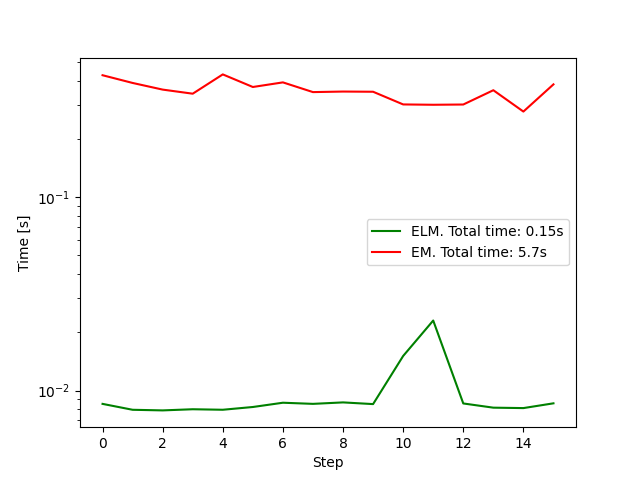 10⁻¹
10⁻²
Time [s]
ELM. Total time: 0.15s
EM. Total time: 5.7s
0 2 4 6 8 10 12 14
Step